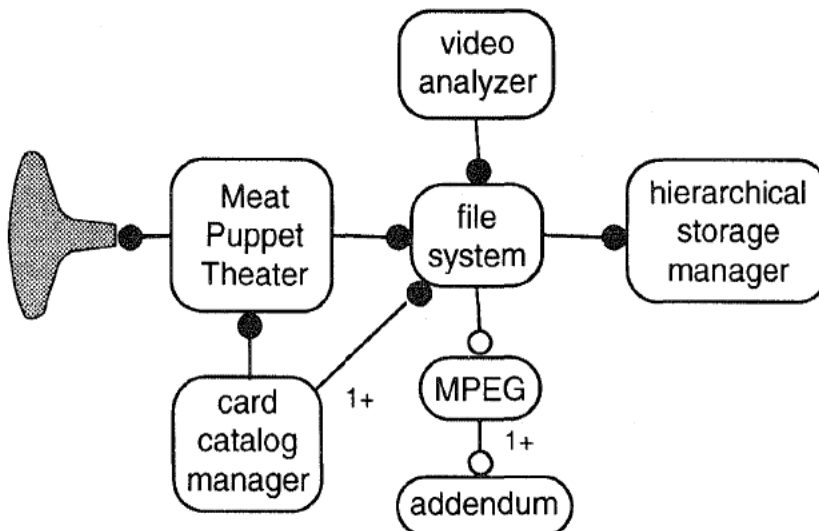 video
analyzer
Meat
Puppet
Theater
file
system
hierarchical
storage
manager
card
catalog
manager
1+
MPEG
1+
addendum